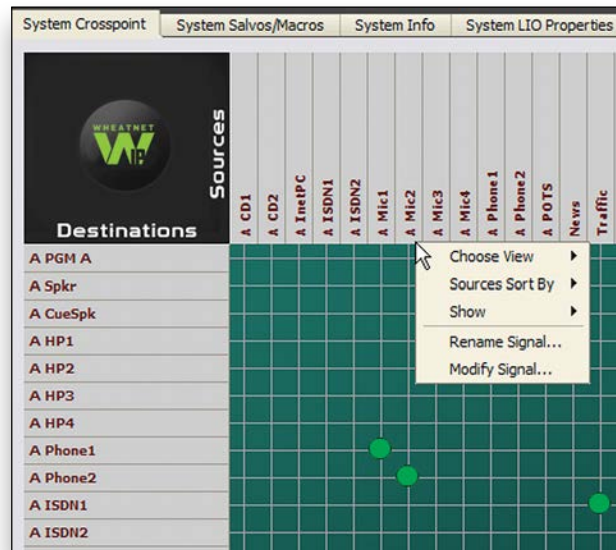 System Crosspoint
System Salvos/Macros
System Info
System LIO Properties
WHEATNET
IP
Sources
Destinations
A CD1
A CD2
A InetPC
A ISDN1
A ISDN2
A Mic1
A Mic2
A Mic3
A Mic4
A Phone1
A Phone2
A POTS
News
Traffic
A PGM A
A Spkr
A CueSpk
A HP1
A HP2
A HP3
A HP4
A Phone1
A Phone2
A ISDN1
A ISDN2
Choose View
Sources Sort By
Show
Rename Signal...
Modify Signal...